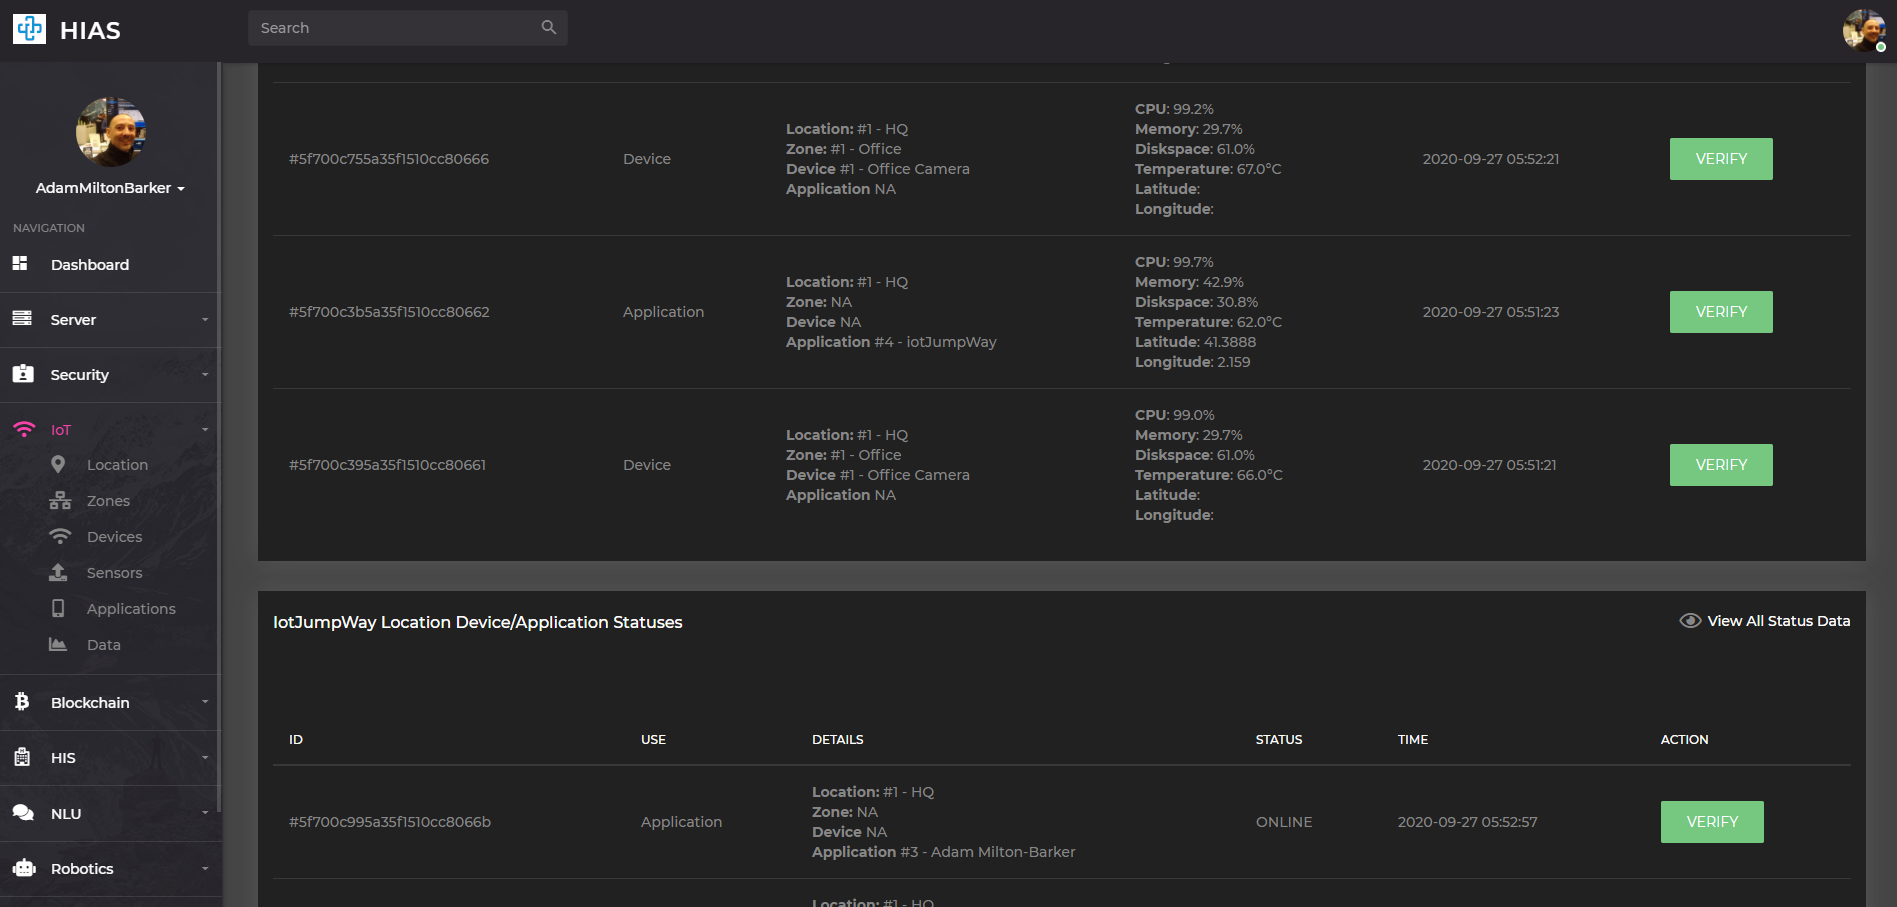 HIAS
Search
AdamMiltonBarker
NAVIGATION
Dashboard
Server
Security
IoT
Location
Zones
Devices
Sensors
Applications
Data
Blockchain
HIS
NLU
Robotics
#5f700c755a35f1510cc80666
Device
Location: #1 - HQ
Zone: #1 - Office
Device #1 - Office Camera
Application NA
CPU: 99.2%
Memory: 29.7%
Diskspace: 61.0%
Temperature: 67.0°C
Latitude:
Longitude:
2020-09-27 05:52:21
VERIFY
#5f700c3b5a35f1510cc80662
Application
Location: #1 - HQ
Zone: NA
Device NA
Application #4 - iotJumpWay
CPU: 99.7%
Memory: 42.9%
Diskspace: 30.8%
Temperature: 62.0°C
Latitude: 41.3888
Longitude: 2.159
2020-09-27 05:51:23
VERIFY
#5f700c395a35f1510cc80661
Device
Location: #1 - HQ
Zone: #1 - Office
Device #1 - Office Camera
Application NA
CPU: 99.0%
Memory: 29.7%
Diskspace: 61.0%
Temperature: 66.0°C
Latitude:
Longitude:
2020-09-27 05:51:21
VERIFY
IotJumpWay Location Device/Application Statuses
View All Status Data
ID USE DETAILS STATUS TIME ACTION
#5f700c995a35f1510cc8066b
Application
Location: #1 - HQ
Zone: NA
Device NA
Application #3 - Adam Milton-Barker
ONLINE
2020-09-27 05:52:57
VERIFY
Location: #1 - HQ